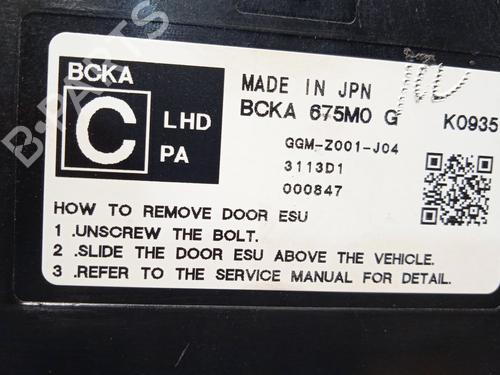 BCKA
C
LHD
PA
MADE IN JPN
BCKA 675M0 G K0935
GGM-Z001-J04
3113D1
000847
HOW TO REMOVE DOOR ESU
1 .UNSCREW THE BOLT.
2 .SLIDE THE DOOR ESU ABOVE THE VEHICLE.
3 .REFER TO THE SERVICE MANUAL FOR DETAIL.
B-PARTS